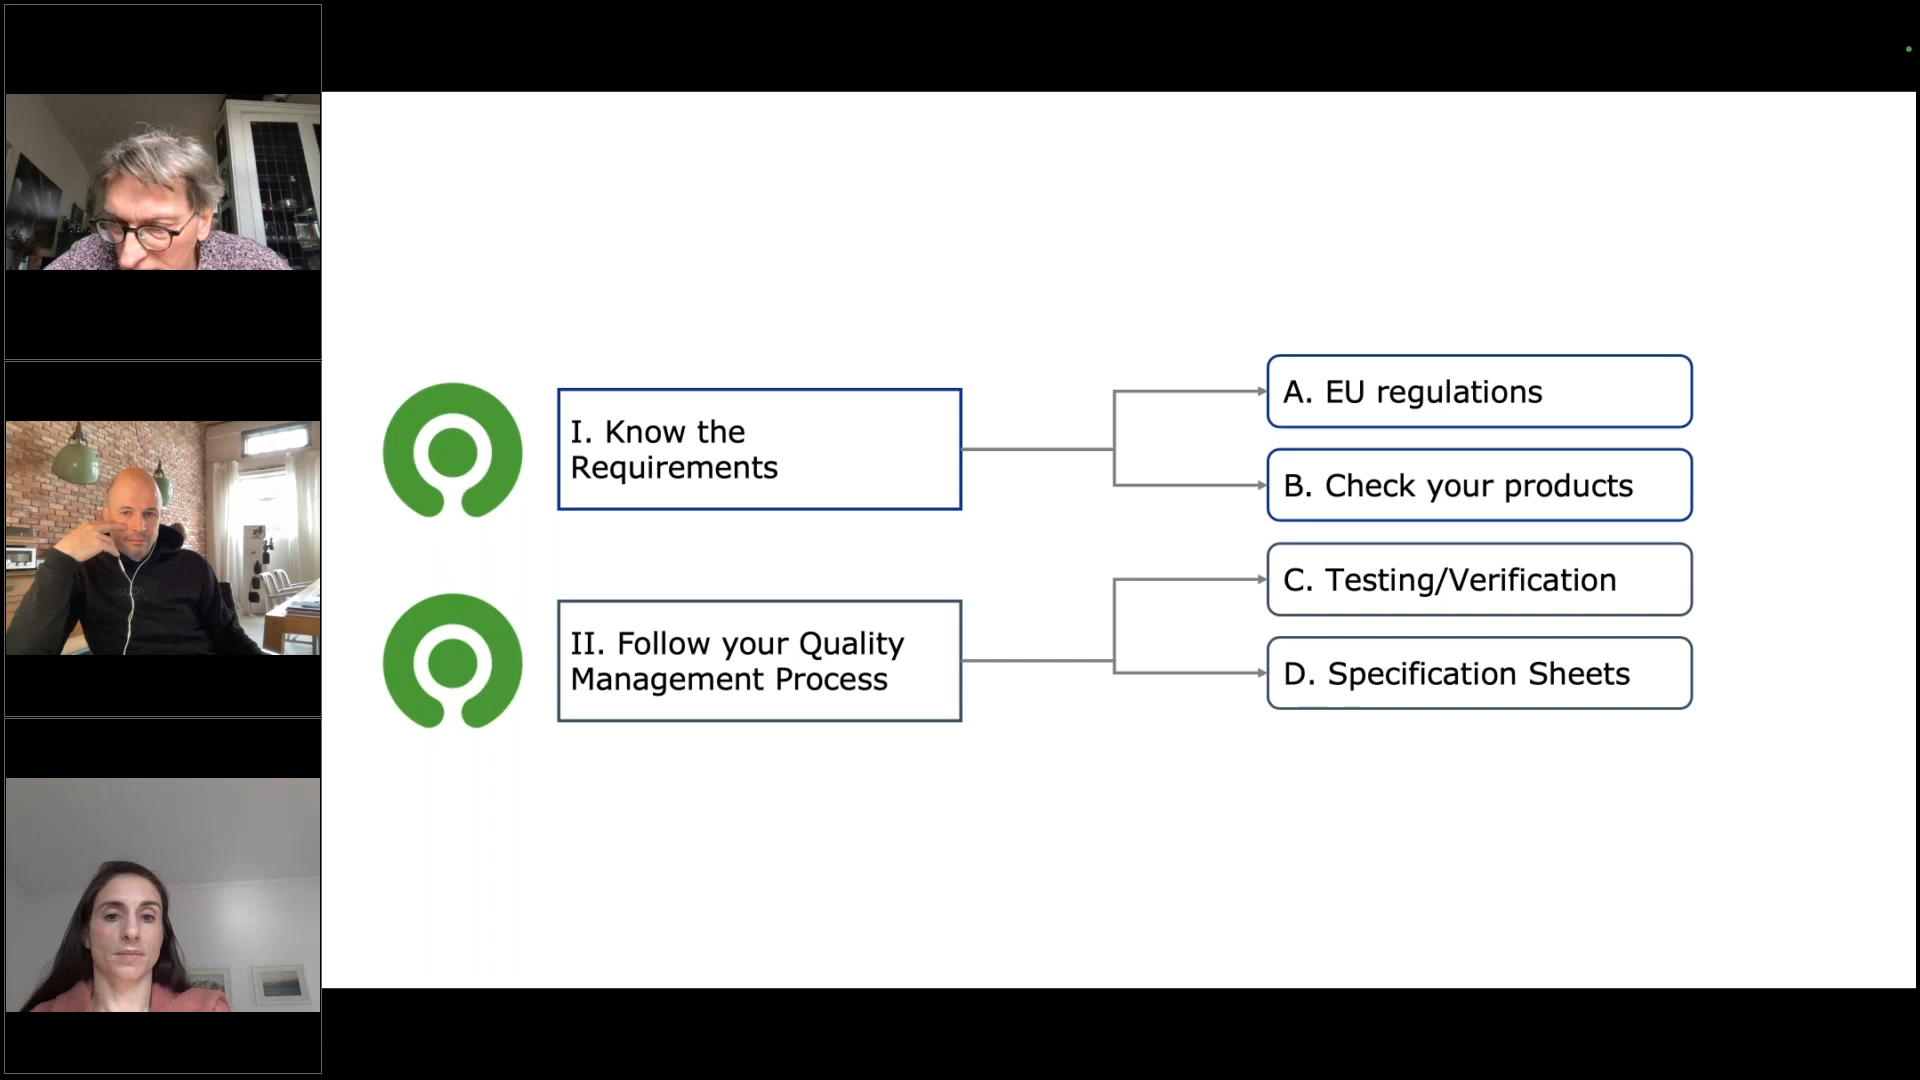 I. Know the
Requirements
A. EU regulations
B. Check your products
II. Follow your Quality
Management Process
C. Testing/Verification
D. Specification Sheets